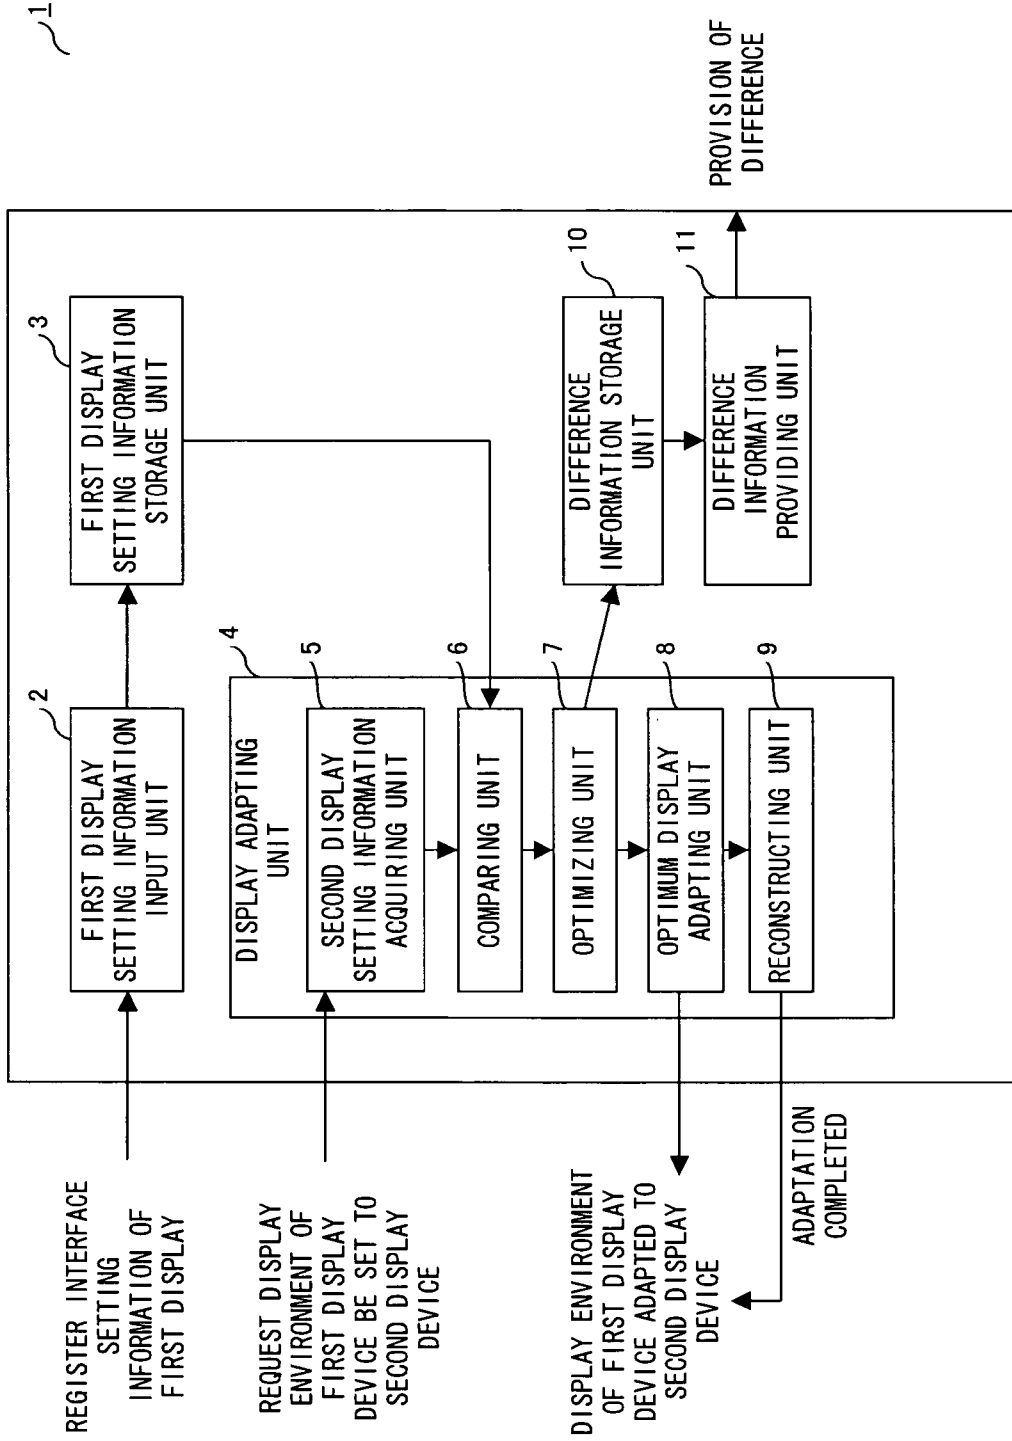 1
REGISTER INTERFACE
SETTING
INFORMATION OF
FIRST DISPLAY
2
FIRST DISPLAY
SETTING INFORMATION
INPUT UNIT
3
FIRST DISPLAY
SETTING INFORMATION
STORAGE UNIT
REQUEST DISPLAY
ENVIRONMENT OF
FIRST DISPLAY
DEVICE BE SET TO
SECOND DISPLAY
DEVICE
4
DISPLAY ADAPTING
UNIT
5
SECOND DISPLAY
SETTING INFORMATION
ACQUIRING UNIT
6
COMPARING UNIT
7
OPTIMIZING UNIT
8
OPTIMUM DISPLAY
ADAPTING UNIT
9
RECONSTRUCTING UNIT
10
DIFFERENCE
INFORMATION STORAGE
UNIT
11
DIFFERENCE
INFORMATION
PROVIDING UNIT
PROVISION OF
DIFFERENCE
DISPLAY ENVIRONMENT
OF FIRST DISPLAY
DEVICE ADAPTED TO
SECOND DISPLAY
DEVICE
ADAPTATION
COMPLETED